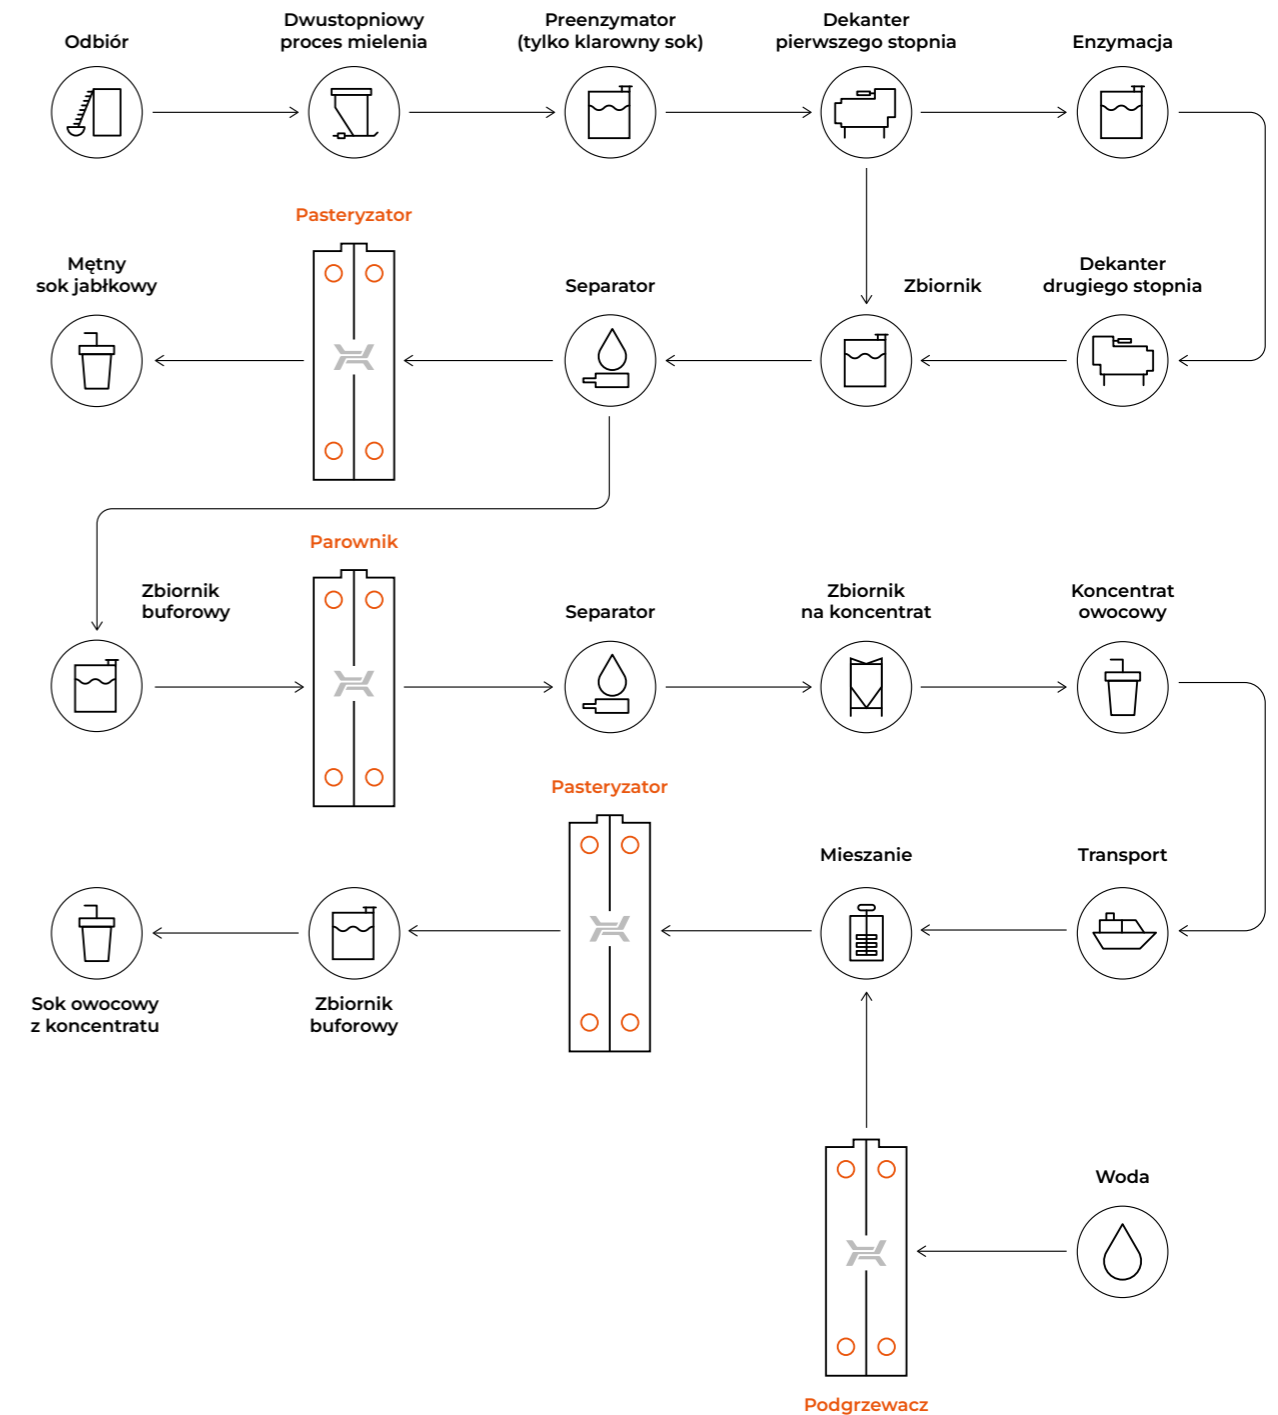 Odbiór
Dwustopniowy
proces mielenia
Preenzymator
(tylko klarowny sok)
Dekanter
pierwszego stopnia
Enzymacja
Pasteryzator
Mętny
sok jabłkowy
Separator
Zbiornik
Dekanter
drugiego stopnia
Parownik
Zbiornik
buforowy
Separator
Zbiornik
na koncentrat
Koncentrat
owocowy
Pasteryzator
Mieszanie
Transport
Sok owocowy
z koncentratu
Zbiornik
buforowy
Woda
Podgrzewacz